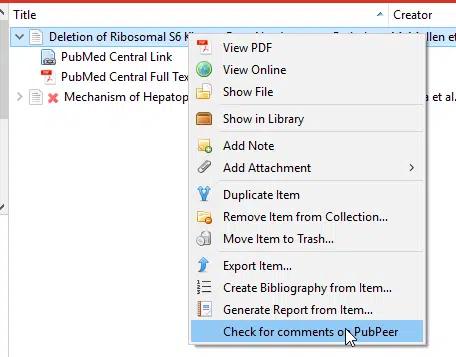 Title
Creator
Deletion of Ribosomal S6 
View PDF
View Online
PubMed Central Link
PubMed Central Full
Show File
Mechanism of
Show in Library
Add Note
Add Attachment
Duplicate Item
Remove Item from Collection...
Move Item to Trash...
Export Item...
Create Bibliography from Item...
Generate Report from Item...
Check for comments on PubPeer